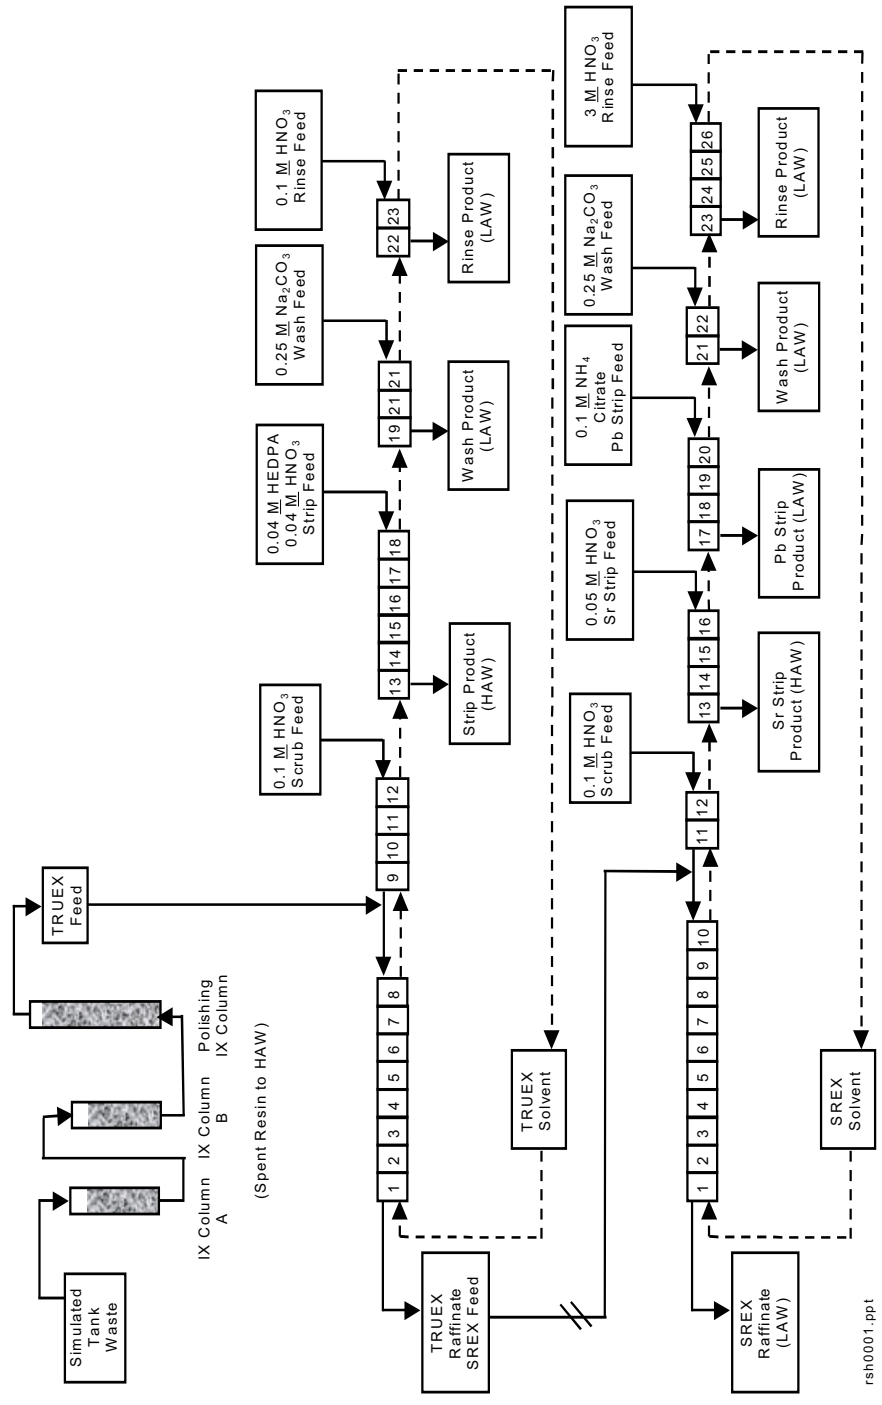 Simulated
Tank
Waste
IX Column
A
IX Column
B
Polishing
IX Column
(Spent Resin to HAW)
TRUEX
Feed
0.1 M HNO3
Scrub Feed
0.04 M HEDPA
0.04 M HNO3
Strip Feed
0.25 M Na2CO3
Wash Feed
0.1 M HNO3
Rinse Feed
1 2 3 4 5 6 7 8
9 10 11 12
13 14 15 16 17 18
19 21 21
22 23
TRUEX
Raffinate
SREX Feed
TRUEX
Solvent
Strip Product
(HAW)
Wash Product
(LAW)
Rinse Product
(LAW)
0.1 M HNO3
Scrub Feed
0.05 M HNO3
Sr Strip Feed
0.1 M NH4
Citrate
Pb Strip Feed
0.25 M Na2CO3
Wash Feed
3 M HNO3
Rinse Feed
1 2 3 4 5 6 7 8 9 10
11 12
13 14 15 16
17 18 19 20
21 22
23 24 25 26
SREX
Raffinate
(LAW)
SREX
Solvent
Sr Strip
Product (HAW)
Pb Strip
Product (LAW)
Wash Product
(LAW)
Rinse Product
(LAW)
rsh0001.ppt